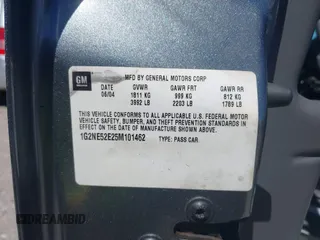 GM
MFD BY GENERAL MOTORS CORP
DATE GVWR GAWR FRT GAWR RR
06/04 1811 KG 999 KG 812 KG
3992 LB 2203 LB 1789 LB
THIS VEHICLE CONFORMS TO ALL APPLICABLE U.S. FEDERAL MOTOR
VEHICLE SAFETY, BUMPER, AND THEFT PREVENTION STANDARDS
IN EFFECT ON THE DATE OF MANUFACTURE SHOWN ABOVE.
1G2NE52E25M101462 TYPE: PASS CAR
© DREAMBID